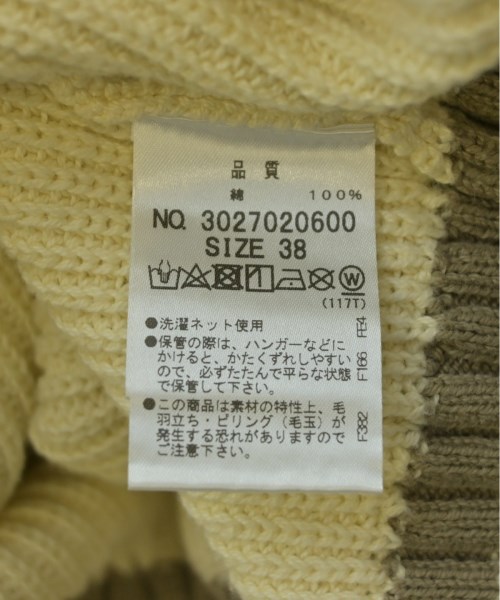 品質
綿 100%
NO. 3027020600
SIZE 38
W
(117T)
●洗濯ネット使用
●保管の際は、ハンガーなどに
かけると、かたくずれしやすい
ので、必ずたたんで平らな状態
で保管して下さい。
●この商品は素材の特性上、毛
羽立ち・ピリング（毛玉）が
発生する恐れがありますので
ご注意下さい。
FE4
F166
F382